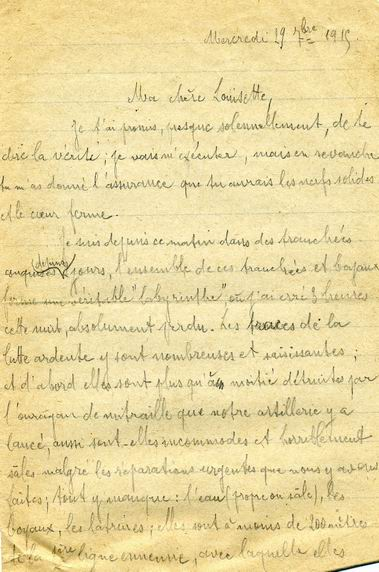 Mercredi 29 7bre 1915
Ma chère Louisette,
Je t'ai promis, presque solennellement, de te
dire la vérité ; je vais m'exécuter, mais en revanche
tu m'as donné l'assurance que tu aurais les nerfs solides
et le cœur ferme.
Je suis depuis ce matin dans des tranchées
conquises depuis 5 jours, l'ensemble de ces tranchées et boyaux
forme un véritable "labyrinthe" où j'ai erré 3 heures
cette nuit, absolument perdu. Les traces de la
lutte ardente y sont nombreuses et saisissantes ;
et d'abord elles sont plus qu'à moitié détruites par
l'ouragan de mitraille que notre artillerie y a
lancé, aussi sont-elles incommodes et horriblement
sales malgré les réparations urgentes que nous y avons
faites ; tout y manque : l'eau (propre ou sale), les
boyaux, les latrines ; elles sont à moins de 200 mètres
de la 1ère ligne ennemie, avec laquelle elles